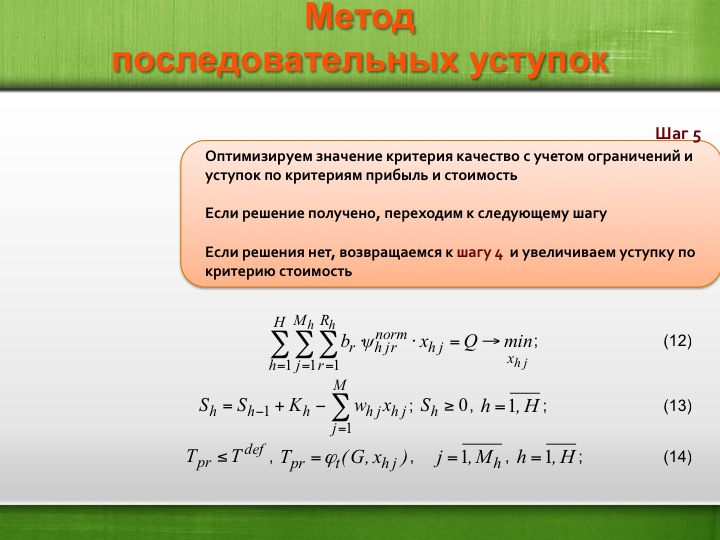 Метод
последовательных уступок
Шаг 5
Оптимизируем значение критерия качество с учетом ограничений и
уступок по критериям прибыль и стоимость
Если решение получено, переходим к следующему шагу
Если решения нет, возвращаемся к шагу 4 и увеличиваем уступку по
критерию стоимость
\sum_{h=1}^{H} \sum_{j=1}^{M_h} \sum_{r=1}^{R_h} b_r \cdot \psi_{hjr}^{norm} \cdot x_{hj} = Q \to \min_{x_{hj}}; (12)
S_h = S_{h-1} + K_h - \sum_{j=1}^{M} w_{hj} x_{hj}; S_h \geq 0, h = \overline{1, H}; (13)
T_{pr} \leq T^{def}, T_{pr} = \varphi_t(G, x_{hj}), j = \overline{1, M_h}, h = \overline{1, H}; (14)